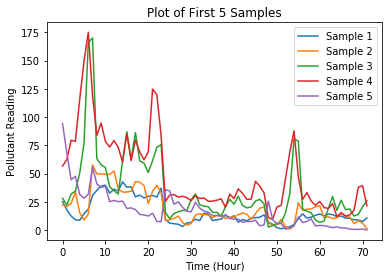 Plot of First 5 Samples
Sample 1
Sample 2
Sample 3
Sample 4
Sample 5
Pollutant Reading
175
150
125
100
75
50
25
0
0
10
20
30
40
50
60
70
Time (Hour)